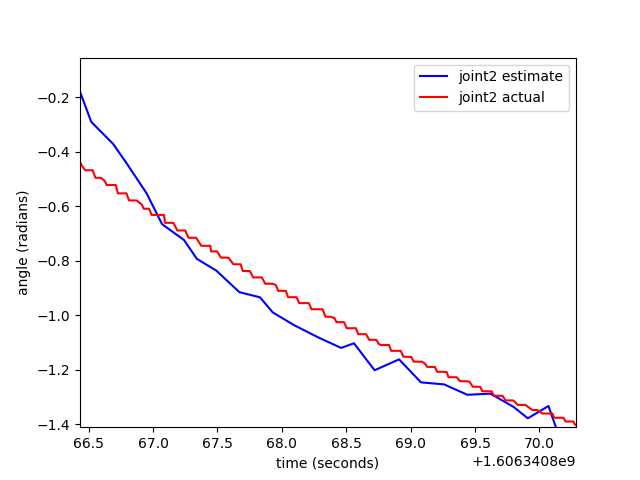 joint2 estimate
joint2 actual
−0.2
−0.4
−0.6
−0.8
−1.0
−1.2
−1.4
angle (radians)
66.5 67.0 67.5 68.0 68.5 69.0 69.5 70.0
time (seconds)
+1.6063408e9